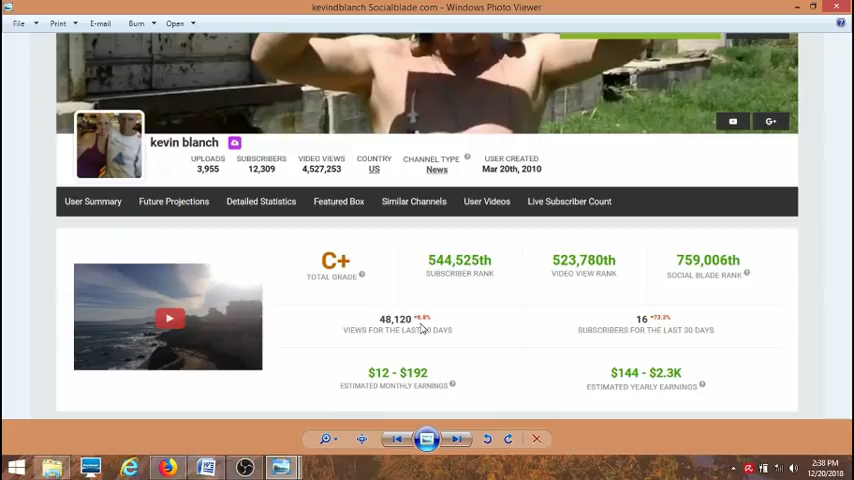 kevindblanch.Socialblade com - Windows Photo Viewer
File Print E-mail Burn Open
kevin blanch
UPLOADS SUBSCRIBERS VIDEO VIEWS COUNTRY CHANNEL TYPE USER CREATED
3,955 12,309 4,527,253 US News Mar 20th, 2010
User Summary Future Projections Detailed Statistics Featured Box Similar Channels User Videos Live Subscriber Count
C+ 544,525th 523,780th 759,006th
TOTAL GRADE SUBSCRIBER RANK VIDEO VIEW RANK SOCIAL BLADE RANK
48,120 16 73.3%
VIEWS FOR THE LAST DAYS SUBSCRIBERS FOR THE LAST 30 DAYS
$12 - $192 $144 - $2.3K
ESTIMATED MONTHLY EARNINGS ESTIMATED YEARLY EARNINGS
2:38 PM
12/20/2018